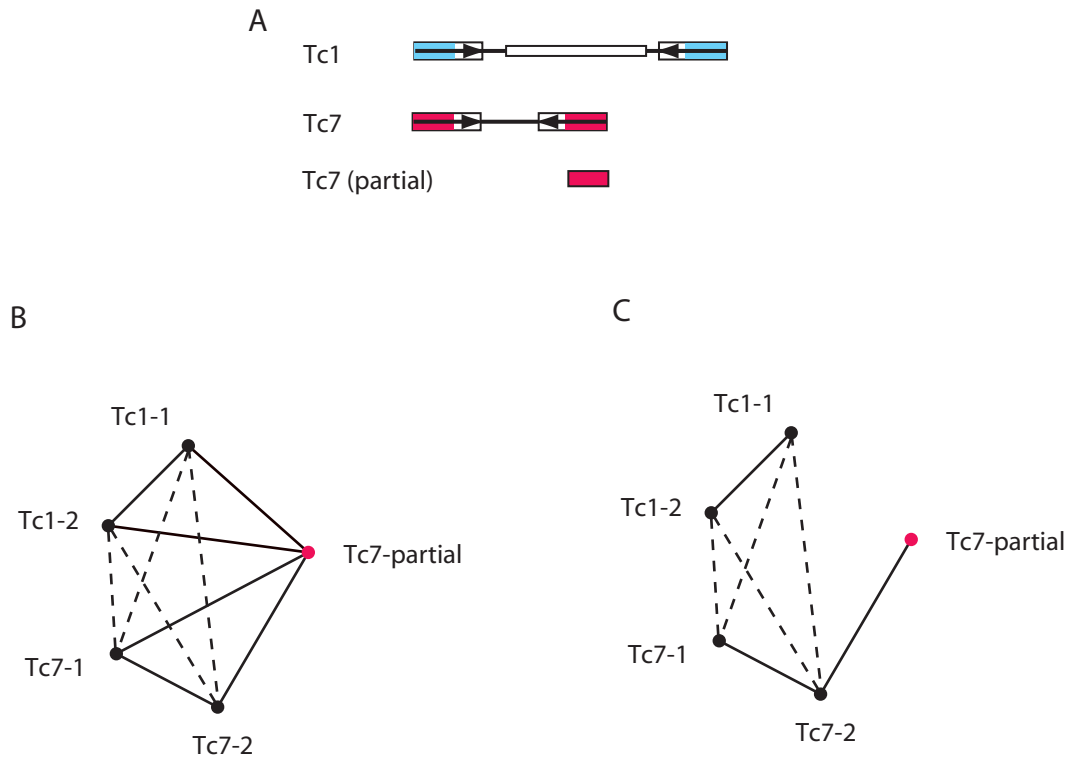 A
Tc1
Tc7
Tc7 (partial)
B
Tc1-1
Tc1-2
Tc7-partial
Tc7-1
Tc7-2
C
Tc1-1
Tc1-2
Tc7-partial
Tc7-1
Tc7-2